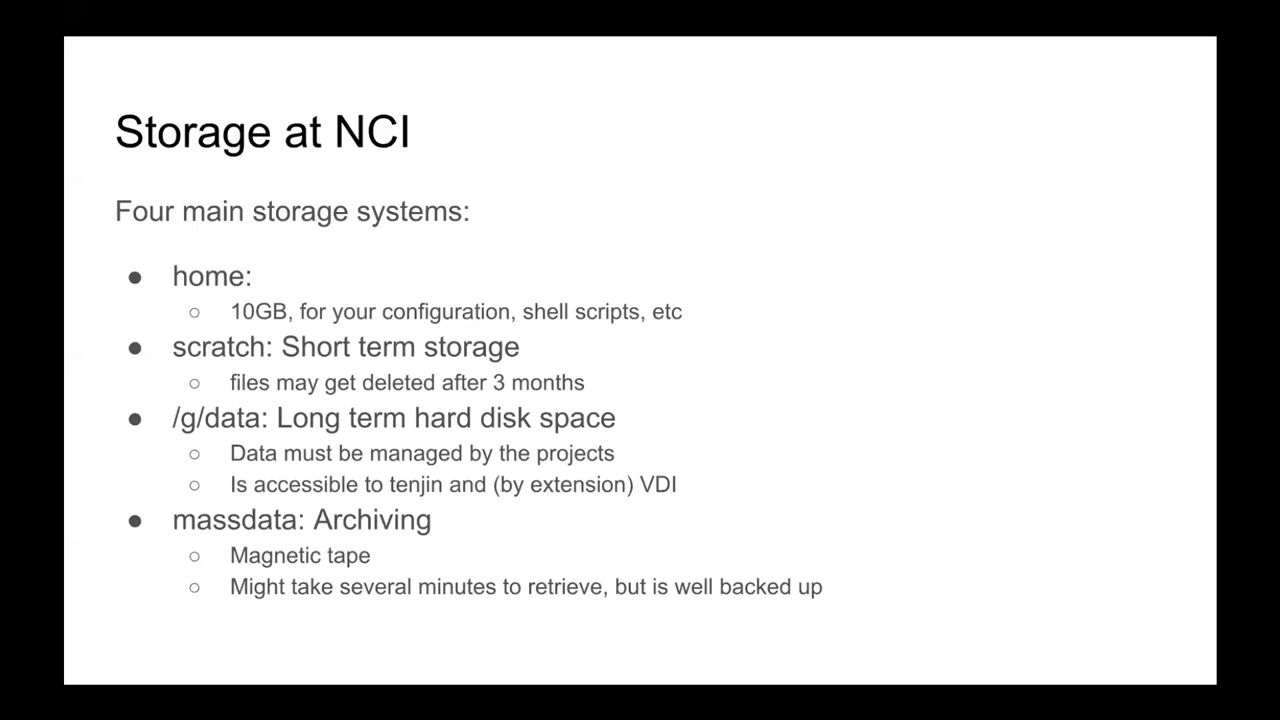 Storage at NCI
Four main storage systems:
● home:
○ 10GB, for your configuration, shell scripts, etc
● scratch: Short term storage
○ files may get deleted after 3 months
● /g/data: Long term hard disk space
○ Data must be managed by the projects
○ Is accessible to tenjin and (by extension) VDI
● massdata: Archiving
○ Magnetic tape
○ Might take several minutes to retrieve, but is well backed up